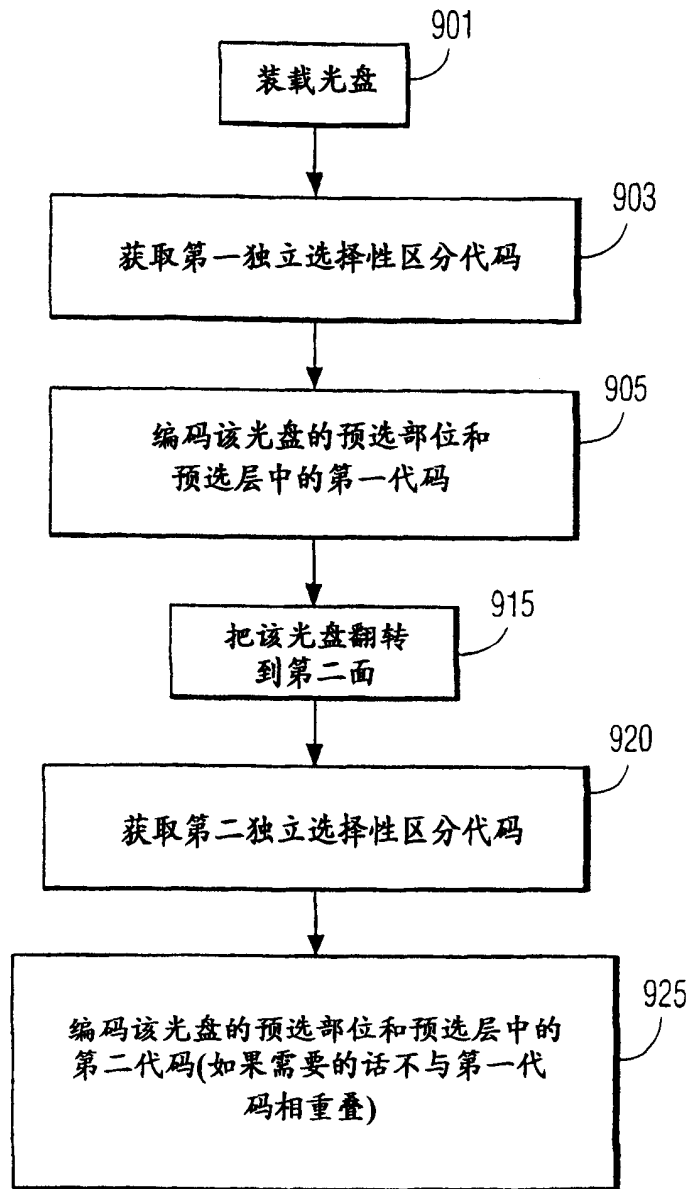 901
装载光盘
903
获取第一独立选择性区分代码
905
编码该光盘的预选部位和
预选层中的第一代码
915
把该光盘翻转
到第二面
920
获取第二独立选择性区分代码
925
编码该光盘的预选部位和预选层中的
第二代码(如果需要的话不与第一代
码相重叠)